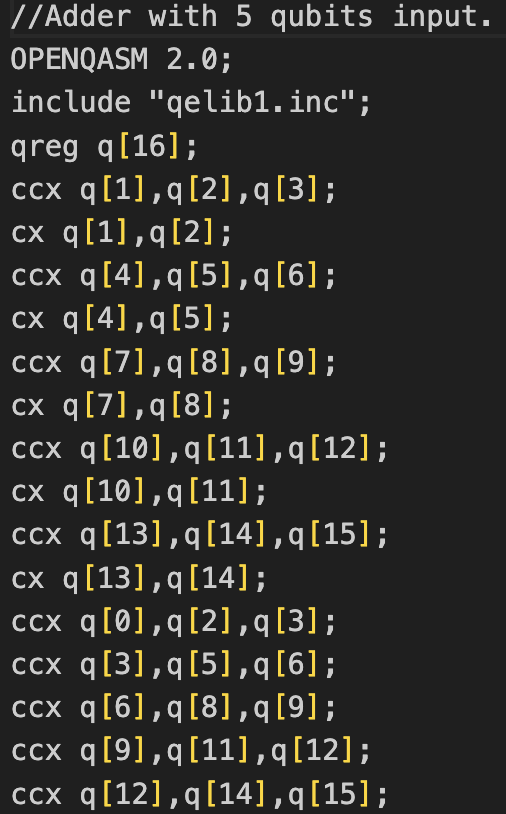 //Adder with 5 qubits input.
OPENQASM 2.0;
include "qelib1.inc";
qreg q[16];
ccx q[1],q[2],q[3];
cx q[1],q[2];
ccx q[4],q[5],q[6];
cx q[4],q[5];
ccx q[7],q[8],q[9];
cx q[7],q[8];
ccx q[10],q[11],q[12];
cx q[10],q[11];
ccx q[13],q[14],q[15];
cx q[13],q[14];
ccx q[0],q[2],q[3];
ccx q[3],q[5],q[6];
ccx q[6],q[8],q[9];
ccx q[9],q[11],q[12];
ccx q[12],q[14],q[15];